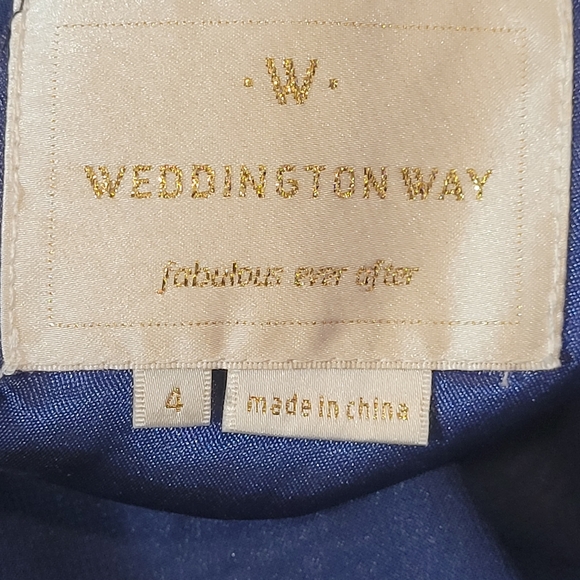 ·W·
WEDDINGTON WAY
fabulous ever after
4
made in china